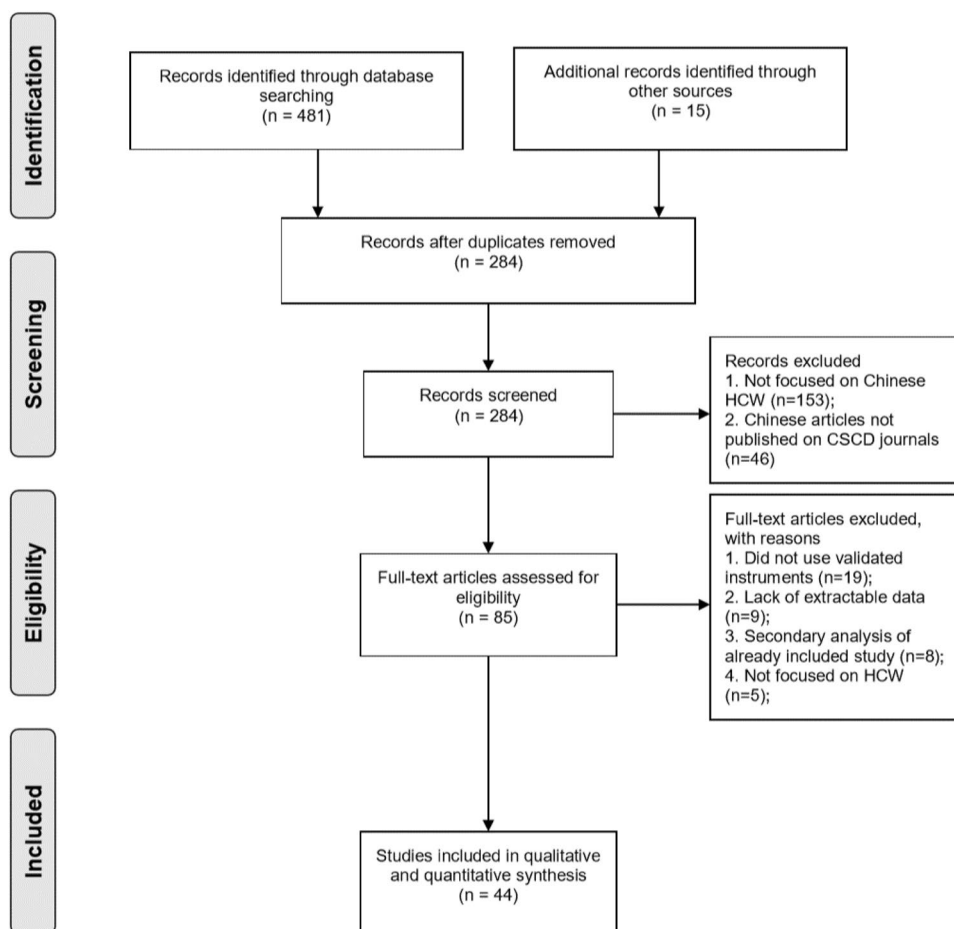 Identification
Records identified through database
searching
(n = 481)
Additional records identified through
other sources
(n = 15)
Records after duplicates removed
(n = 284)
Screening
Records screened
(n = 284)
Records excluded
1. Not focused on Chinese
HCW (n=153);
2. Chinese articles not
published on CSCD journals
(n=46)
Eligibility
Full-text articles assessed for
eligibility
(n = 85)
Full-text articles excluded,
with reasons
1. Did not use validated
instruments (n=19);
2. Lack of extractable data
(n=9);
3. Secondary analysis of
already included study (n=8);
4. Not focused on HCW
(n=5);
Included
Studies included in qualitative
and quantitative synthesis
(n = 44)